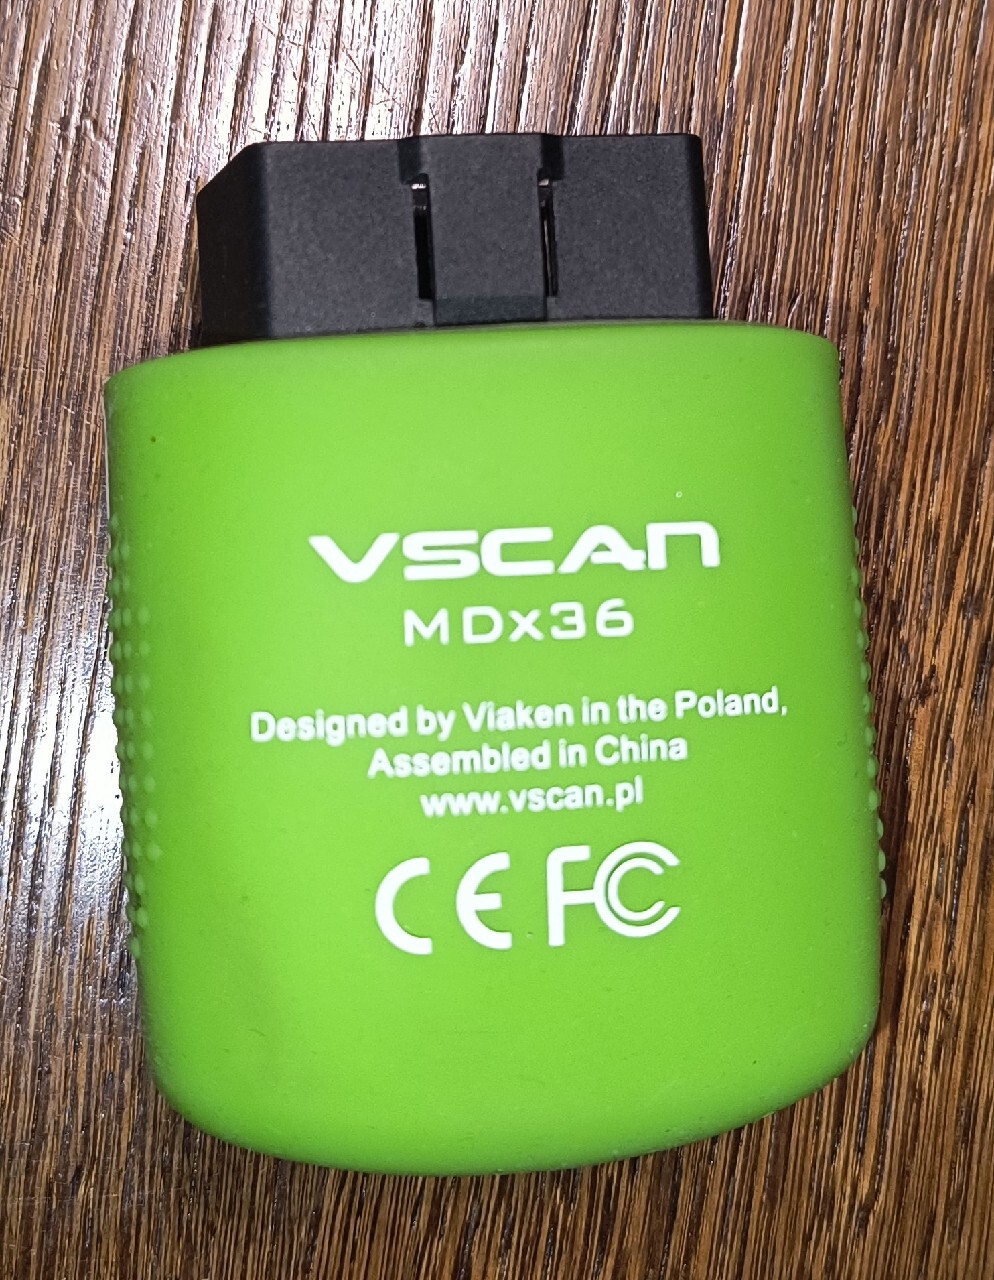 VSCAN
MDx36
Designed by Viaken in the Poland,
Assembled in China
www.vscan.pl
CE FC